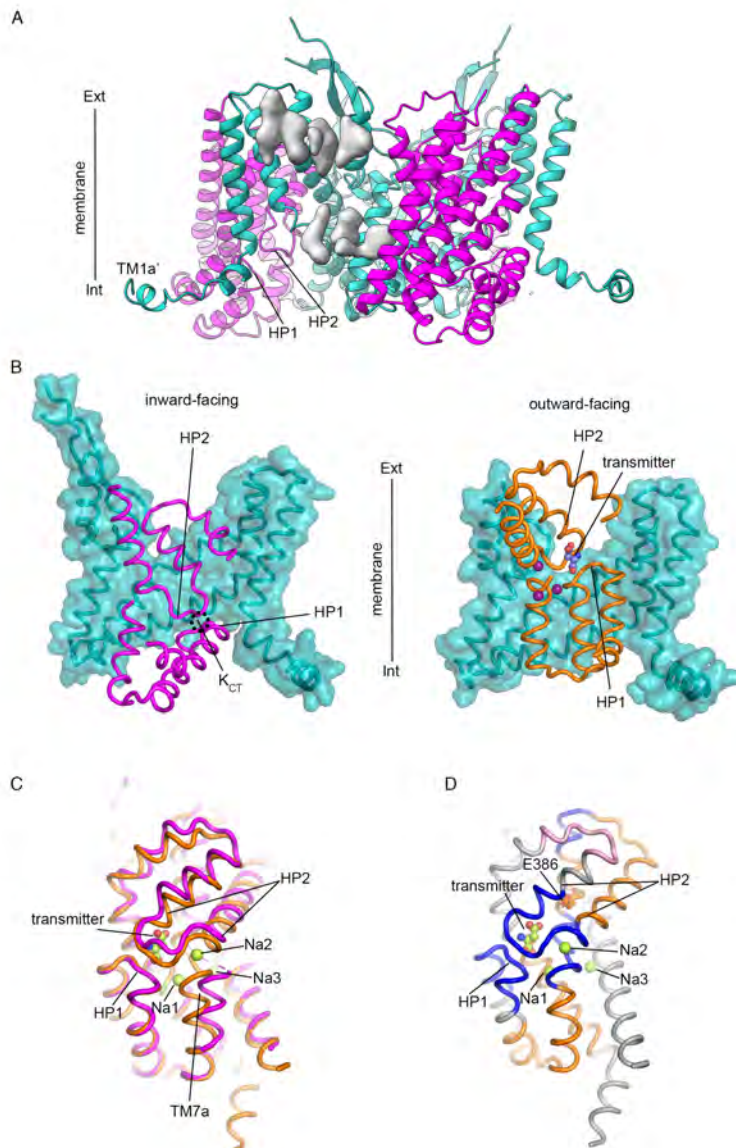 A
Ext
membrane
TM1a'
Int
HP2
HP1
B
inward-facing
outward-facing
HP2
HP2
Ext
transmitter
membrane
HP1
Int
K_CT
HP1
C
D
E386
HP2
transmitter
HP2
transmitter
Na2
Na2
HP1
Na1
Na3
HP1
Na1
Na3
TM7a